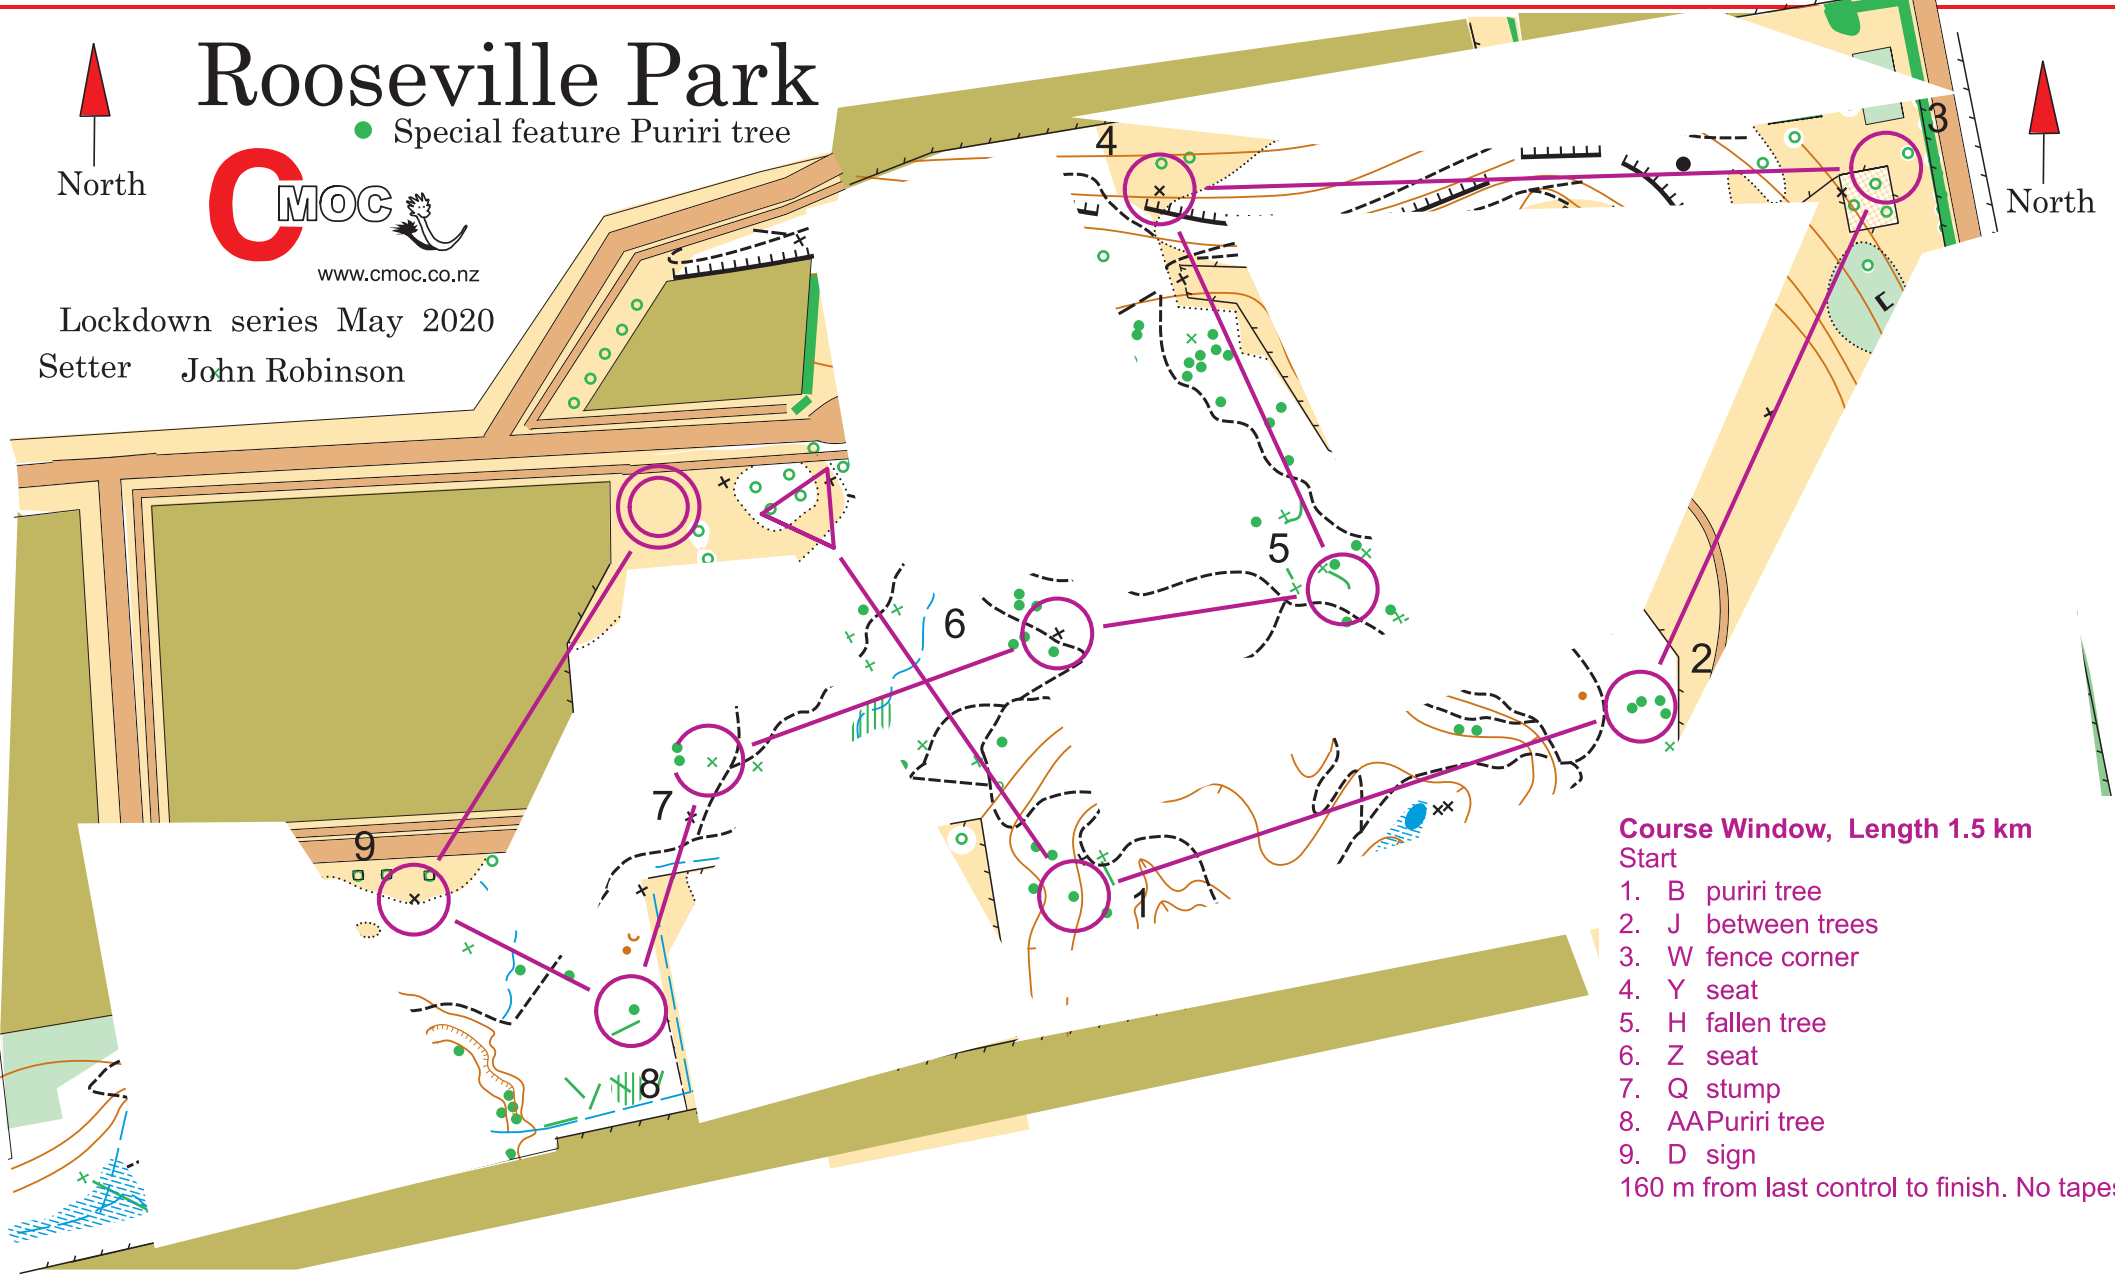 Rooseville Park
Special feature Puriri tree
North
CMOC
www.cmoc.co.nz
Lockdown series May 2020
Setter John Robinson
North
4
3
5
6
2
7
9
1
8
Course Window, Length 1.5 km
Start
1. B puriri tree
2. J between trees
3. W fence corner
4. Y seat
5. H fallen tree
6. Z seat
7. Q stump
8. AA Puriri tree
9. D sign
160 m from last control to finish. No tapes